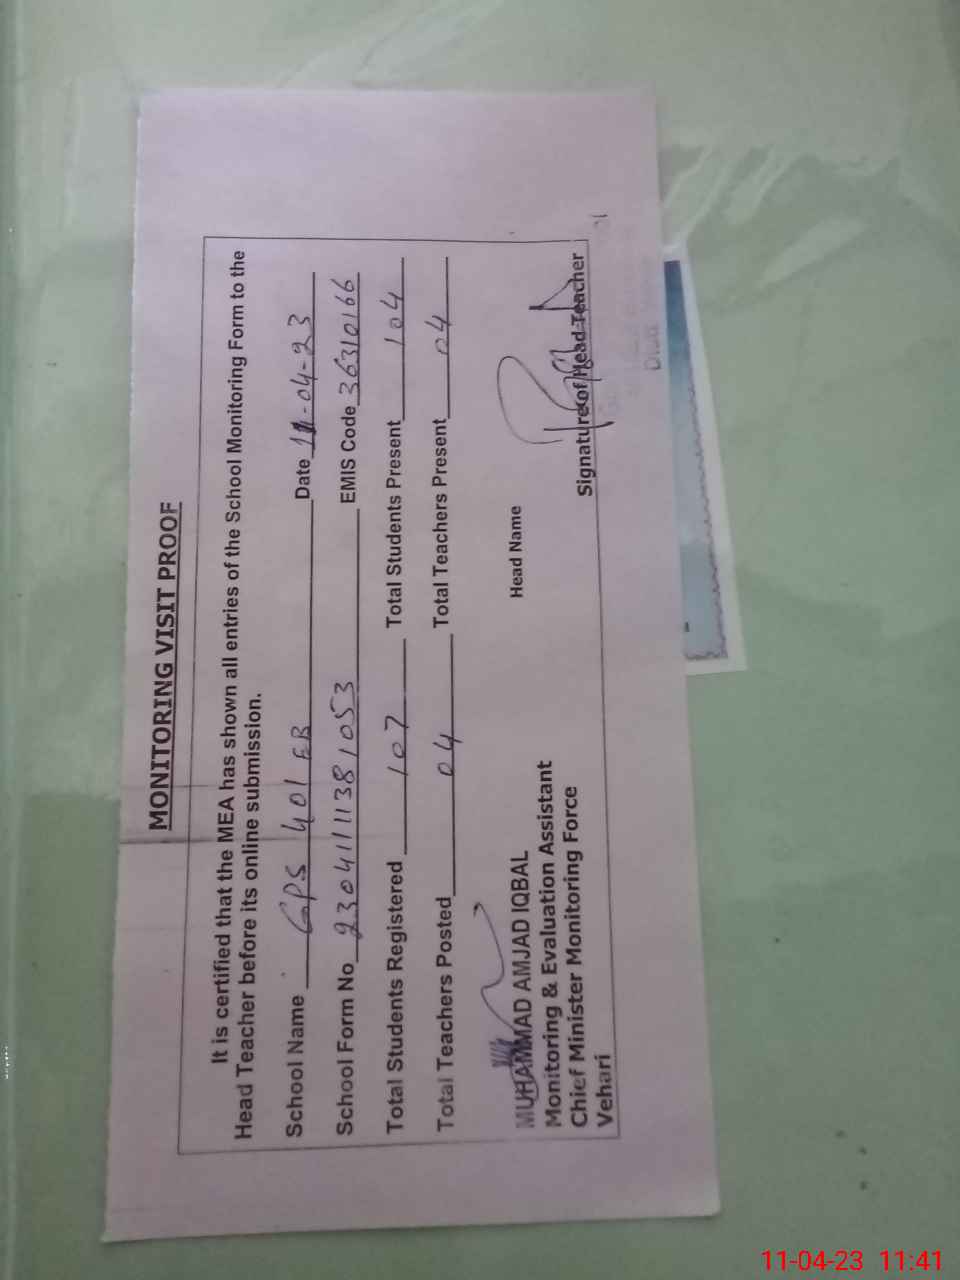 MONITORING VISIT PROOF
It is certified that the MEA has shown all entries of the School Monitoring Form to the
Head Teacher before its online submission.
School Name GPS 401 EB Date 11-04-23
School Form No 23041111381053 EMIS Code 36310166
Total Students Registered 107 Total Students Present 104
Total Teachers Posted 04 Total Teachers Present 04
MUHAMMAD AMJAD IQBAL
Monitoring & Evaluation Assistant
Chief Minister Monitoring Force
Vehari
Head Name
Signature of Head Teacher
11-04-23 11:41